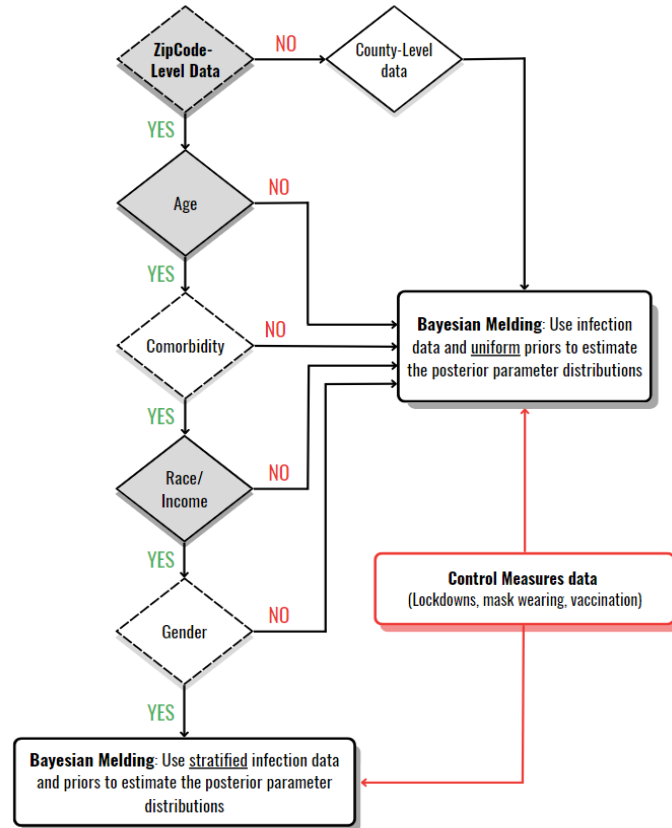 ZipCode-
Level Data
NO
County-Level
data
YES
Age
NO
YES
Comorbidity
NO
Bayesian Melding: Use infection
data and uniform priors to estimate
the posterior parameter distributions
YES
Race/
Income
NO
YES
Control Measures data
(Lockdowns, mask wearing, vaccination)
Gender
NO
YES
Bayesian Melding: Use stratified infection data
and priors to estimate the posterior parameter
distributions